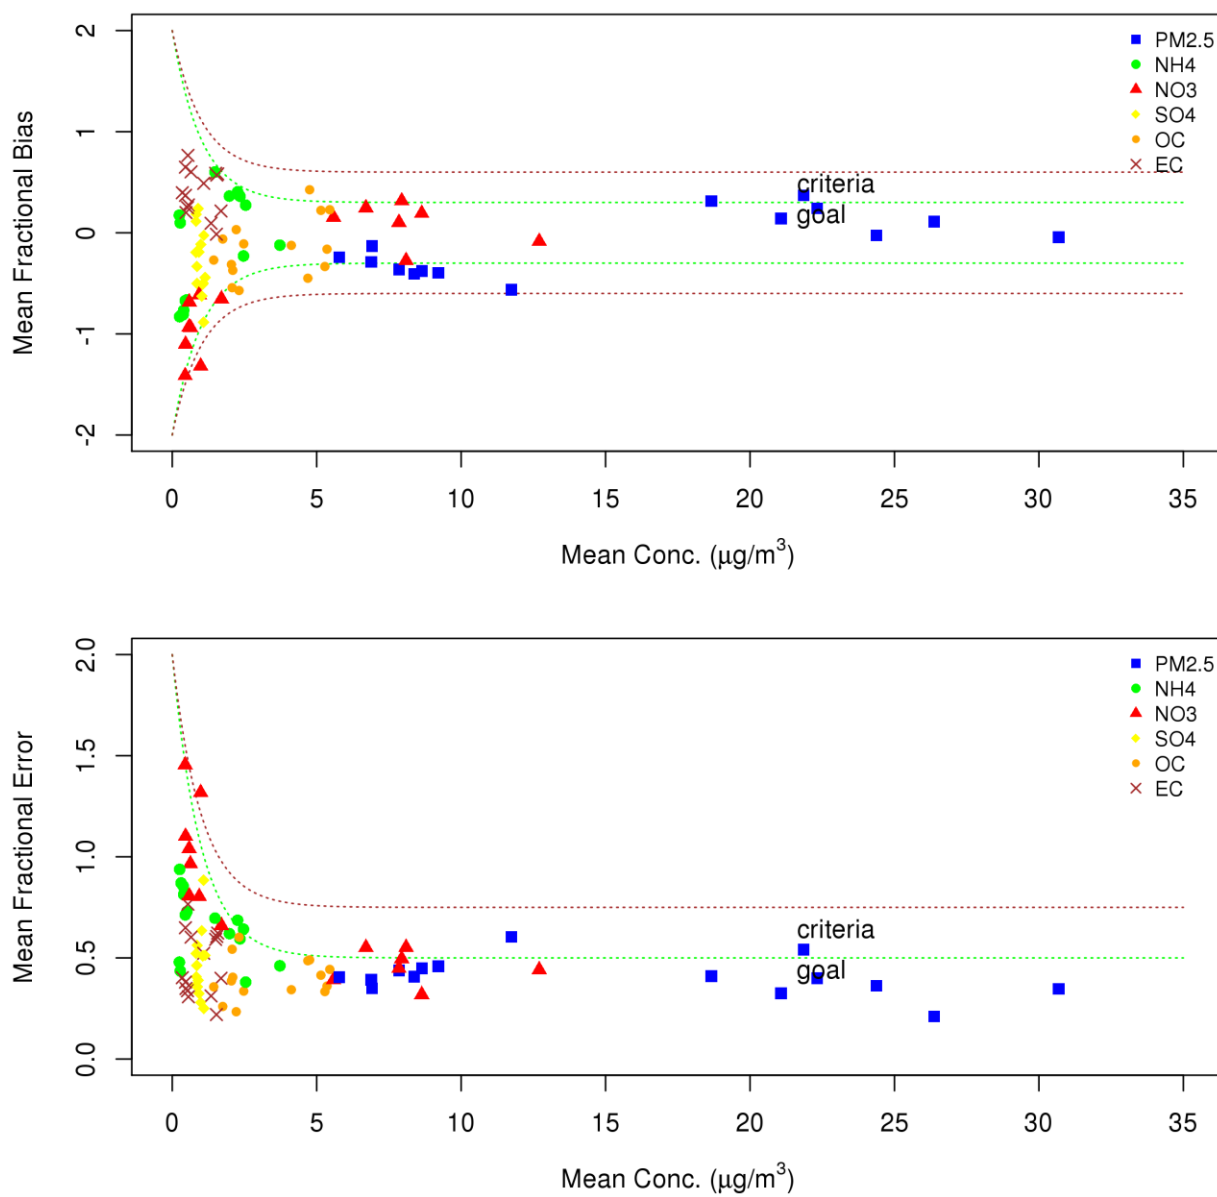 2
1
0
-1
-2
Mean Fractional Bias
PM2.5
NH4
NO3
SO4
OC
EC
criteria
goal
0 5 10 15 20 25 30 35
Mean Conc. (μg/m³)
2.0
1.5
1.0
0.5
0.0
Mean Fractional Error
PM2.5
NH4
NO3
SO4
OC
EC
criteria
goal
0 5 10 15 20 25 30 35
Mean Conc. (μg/m³)